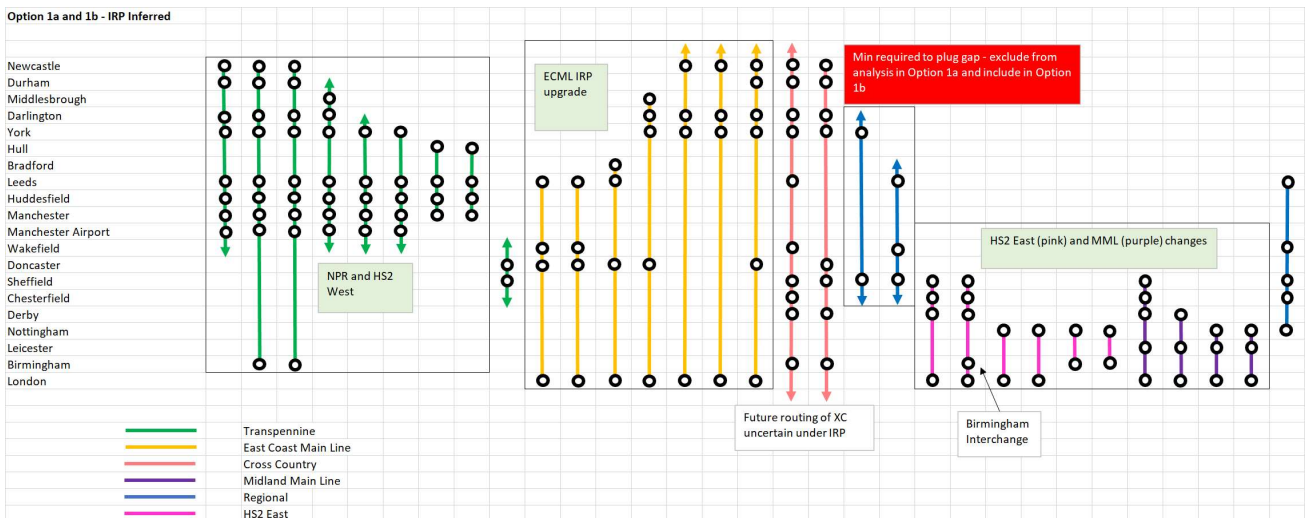 Option 1a and 1b - IRP Inferred
Newcastle
Durham
Middlesbrough
Darlington
York
Hull
Bradford
Leeds
Huddesfield
Manchester
Manchester Airport
Wakefield
Doncaster
Sheffield
Chesterfield
Derby
Nottingham
Leicester
Birmingham
London
NPR and HS2
West
ECML IRP
upgrade
Min required to plug gap - exclude from
analysis in Option 1a and include in Option
1b
HS2 East (pink) and MML (purple) changes
Future routing of XC
uncertain under IRP
Birmingham
Interchange
Transpennine
East Coast Main Line
Cross Country
Midland Main Line
Regional
HS2 East